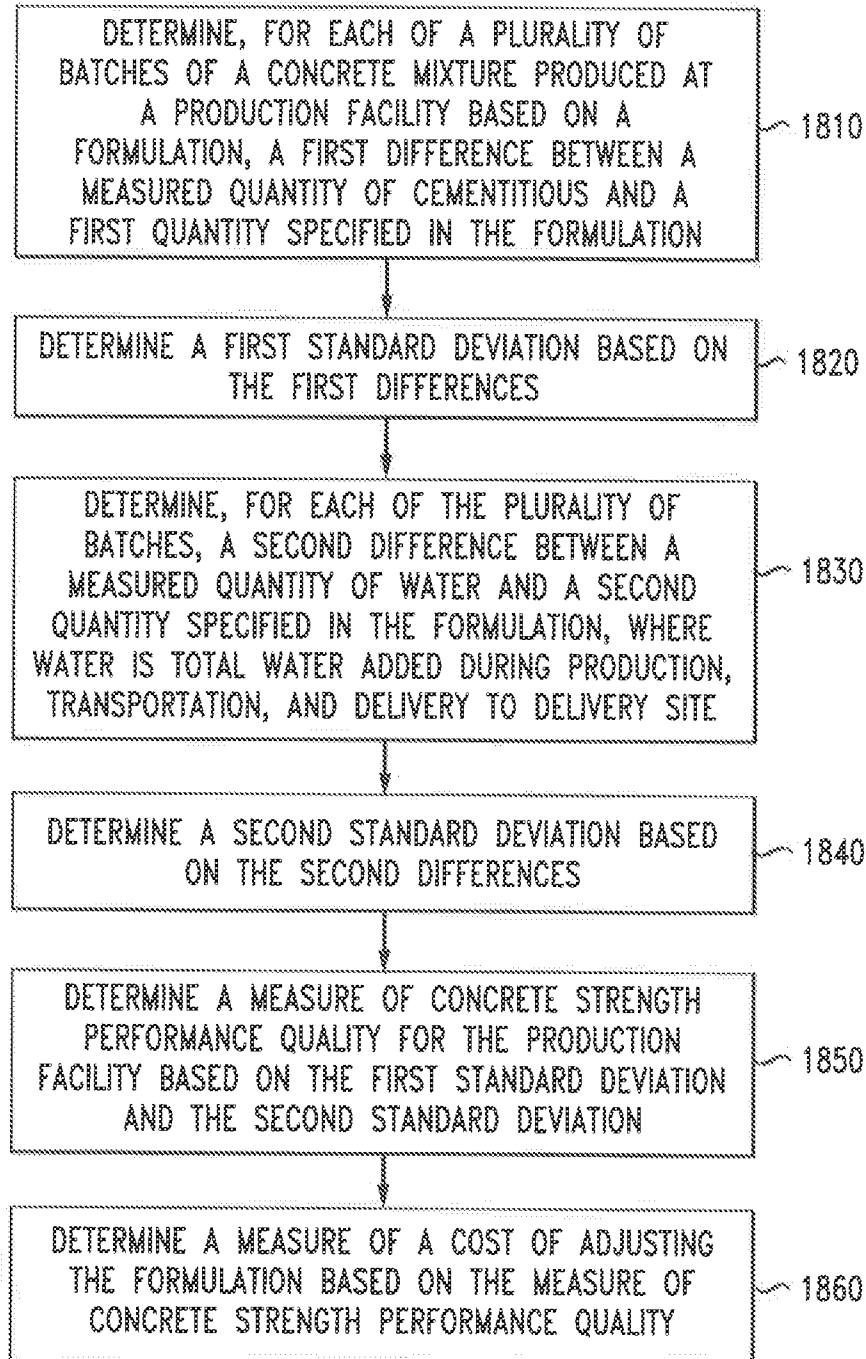 DETERMINE, FOR EACH OF A PLURALITY OF
BATCHES OF A CONCRETE MIXTURE PRODUCED AT
A PRODUCTION FACILITY BASED ON A
FORMULATION, A FIRST DIFFERENCE BETWEEN A
MEASURED QUANTITY OF CEMENTITIOUS AND A
FIRST QUANTITY SPECIFIED IN THE FORMULATION
1810
DETERMINE A FIRST STANDARD DEVIATION BASED ON
THE FIRST DIFFERENCES
1820
DETERMINE, FOR EACH OF THE PLURALITY OF
BATCHES, A SECOND DIFFERENCE BETWEEN A
MEASURED QUANTITY OF WATER AND A SECOND
QUANTITY SPECIFIED IN THE FORMULATION, WHERE
WATER IS TOTAL WATER ADDED DURING PRODUCTION,
TRANSPORTATION, AND DELIVERY TO DELIVERY SITE
1830
DETERMINE A SECOND STANDARD DEVIATION BASED
ON THE SECOND DIFFERENCES
1840
DETERMINE A MEASURE OF CONCRETE STRENGTH
PERFORMANCE QUALITY FOR THE PRODUCTION
FACILITY BASED ON THE FIRST STANDARD DEVIATION
AND THE SECOND STANDARD DEVIATION
1850
DETERMINE A MEASURE OF A COST OF ADJUSTING
THE FORMULATION BASED ON THE MEASURE OF
CONCRETE STRENGTH PERFORMANCE QUALITY
1860